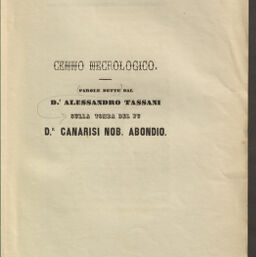 CENNO NECROLOGICO.
PAROLE DETTE DAL
D.r ALESSANDRO TASSANI
SULLA TOMBA DEL FU
D.r CANARISI NOB. ABONDIO.